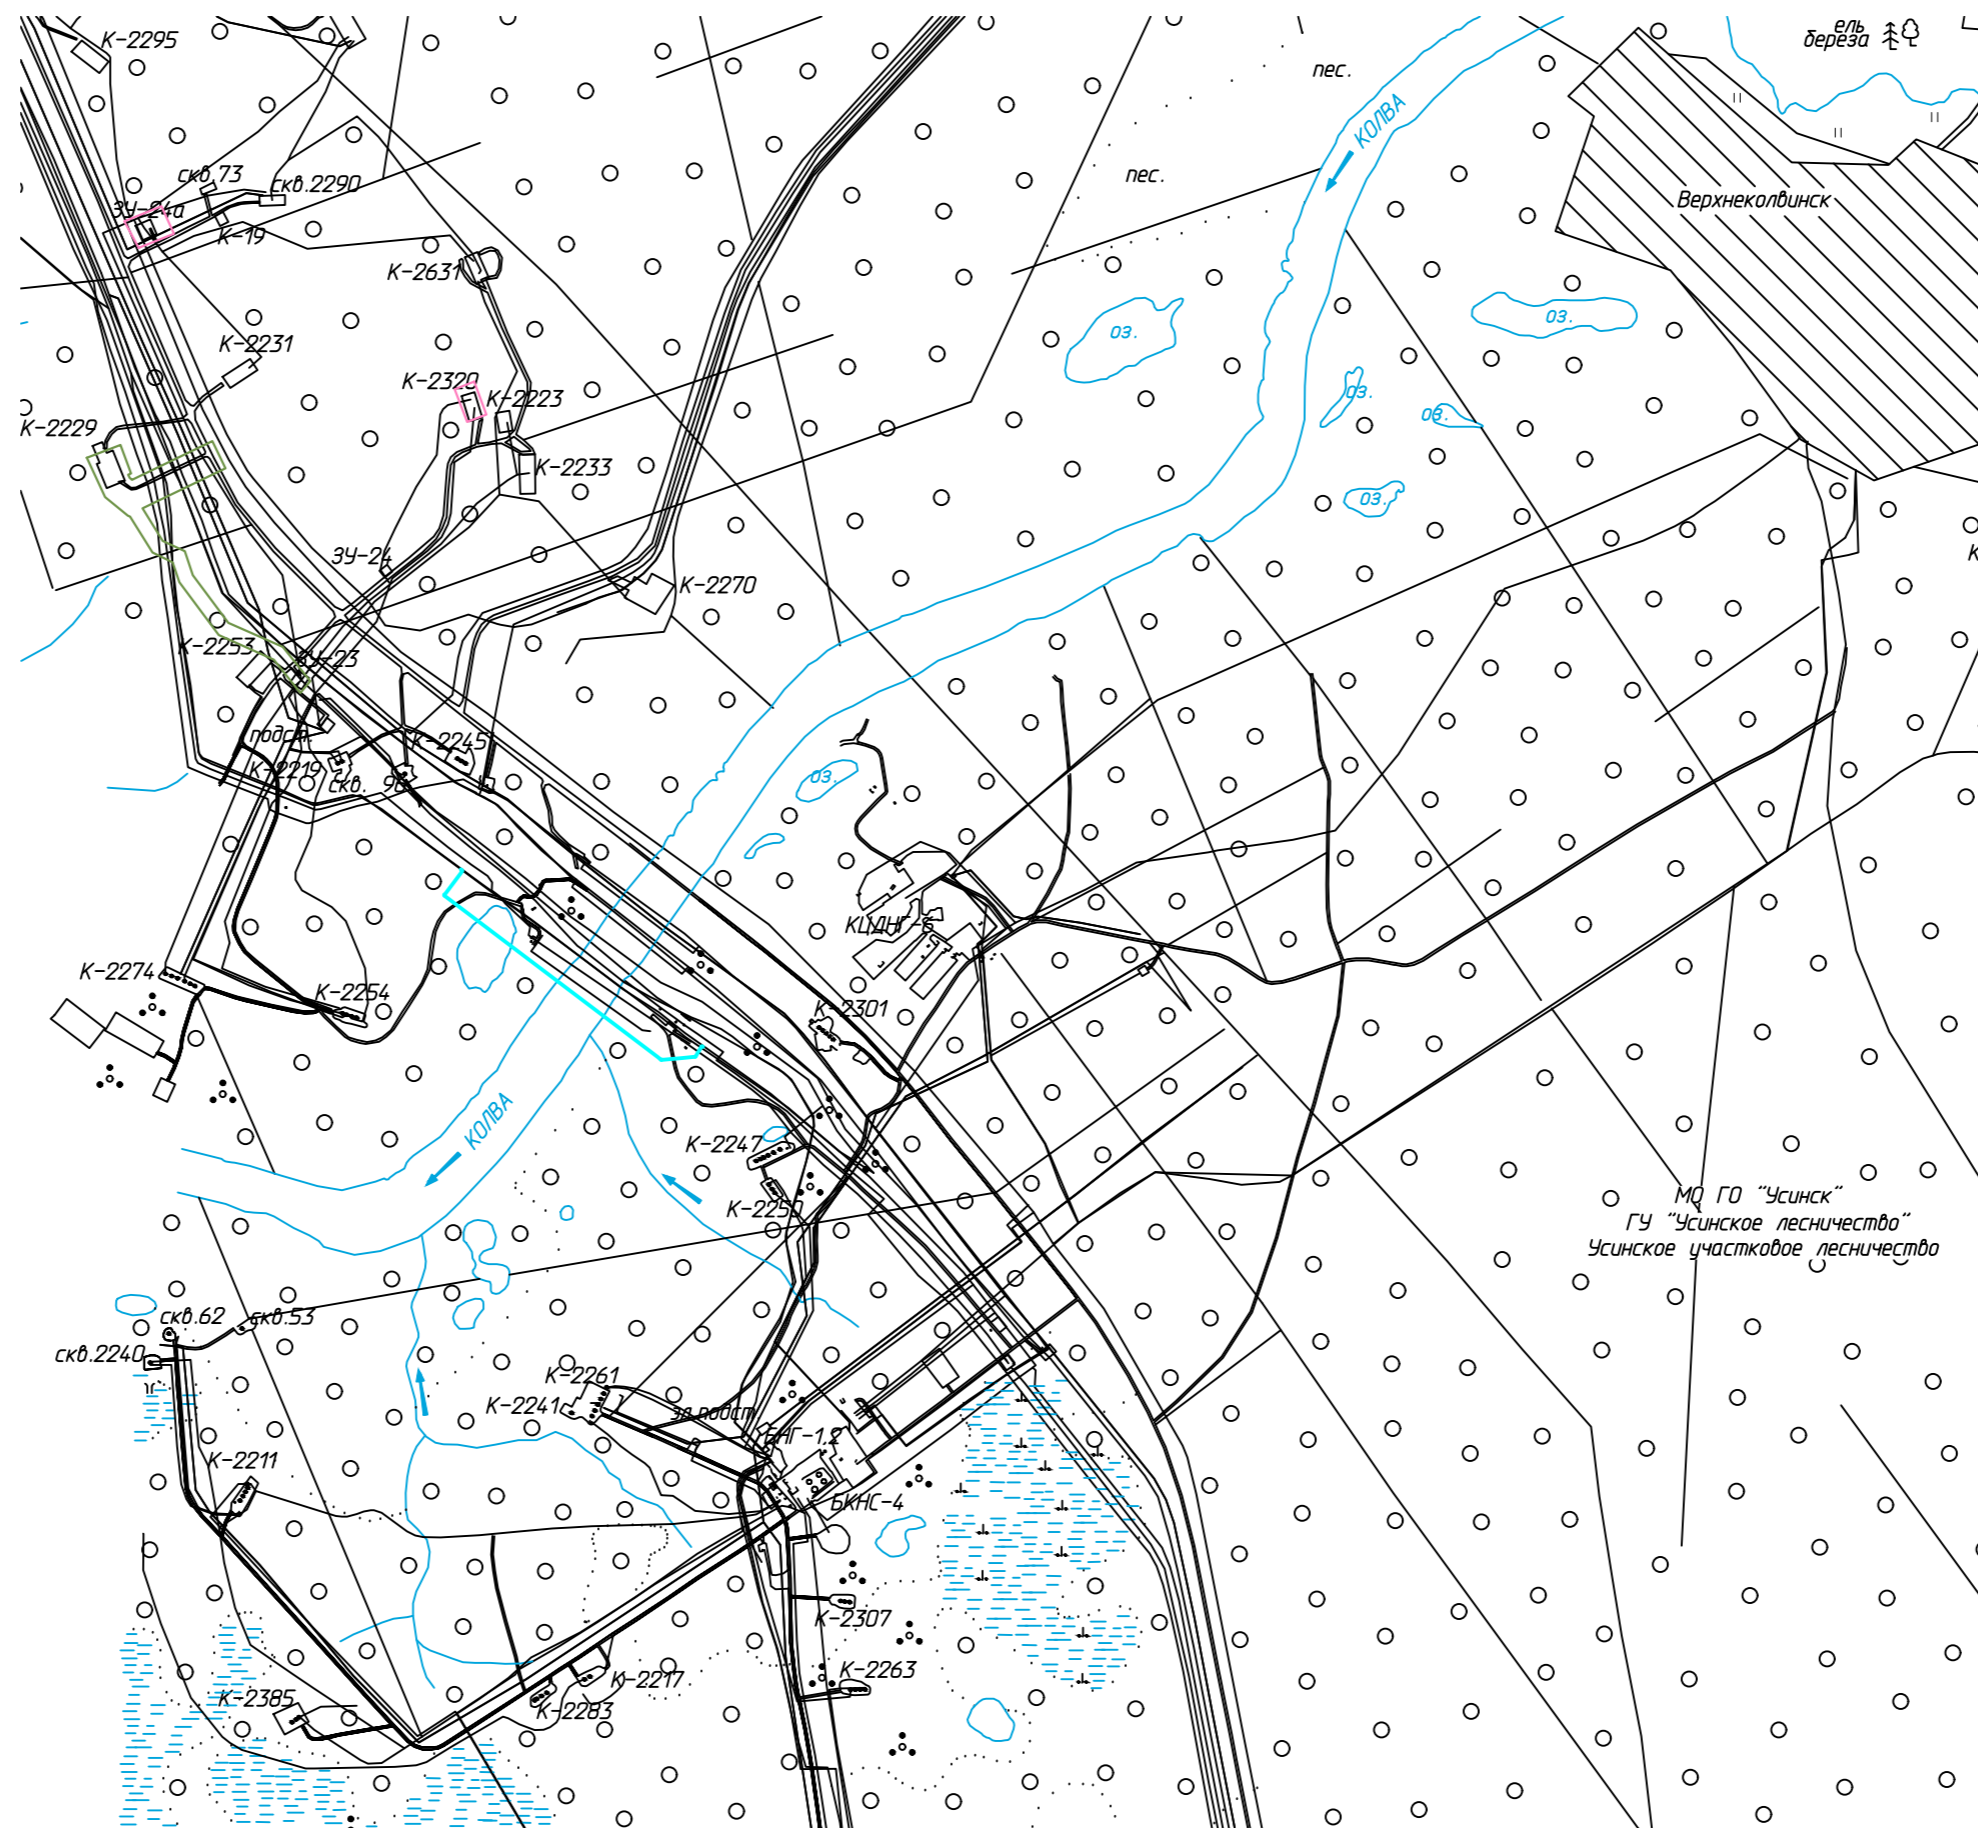 К-2295
ель
береза
пес.
КОЛВА
скв.73
скв.2290
пес.
Верхнеколвинск
ЗУ-24а
К-19
К-2631
оз.
оз.
К-2231
К-2320
К-2223
оз.
оз.
К-2229
К-2233
оз.
ЗУ-24
К-2270
К-2253
ЗУ-23
подст.
К-2245
К-2219
скв. 90
оз.
КЦДНГ-6
К-2274
К-2254
К-2301
КОЛВА
К-2247
К-2250
МО ГО "Усинск"
ГУ "Усинское лесничество"
Усинское участковое лесничество
скв.62
скв.53
скв.2240
К-2261
К-2241
эл.подст.
БНГ-1,2
К-2211
БКНС-4
К-2307
К-2263
К-2217
К-2385
К-2283